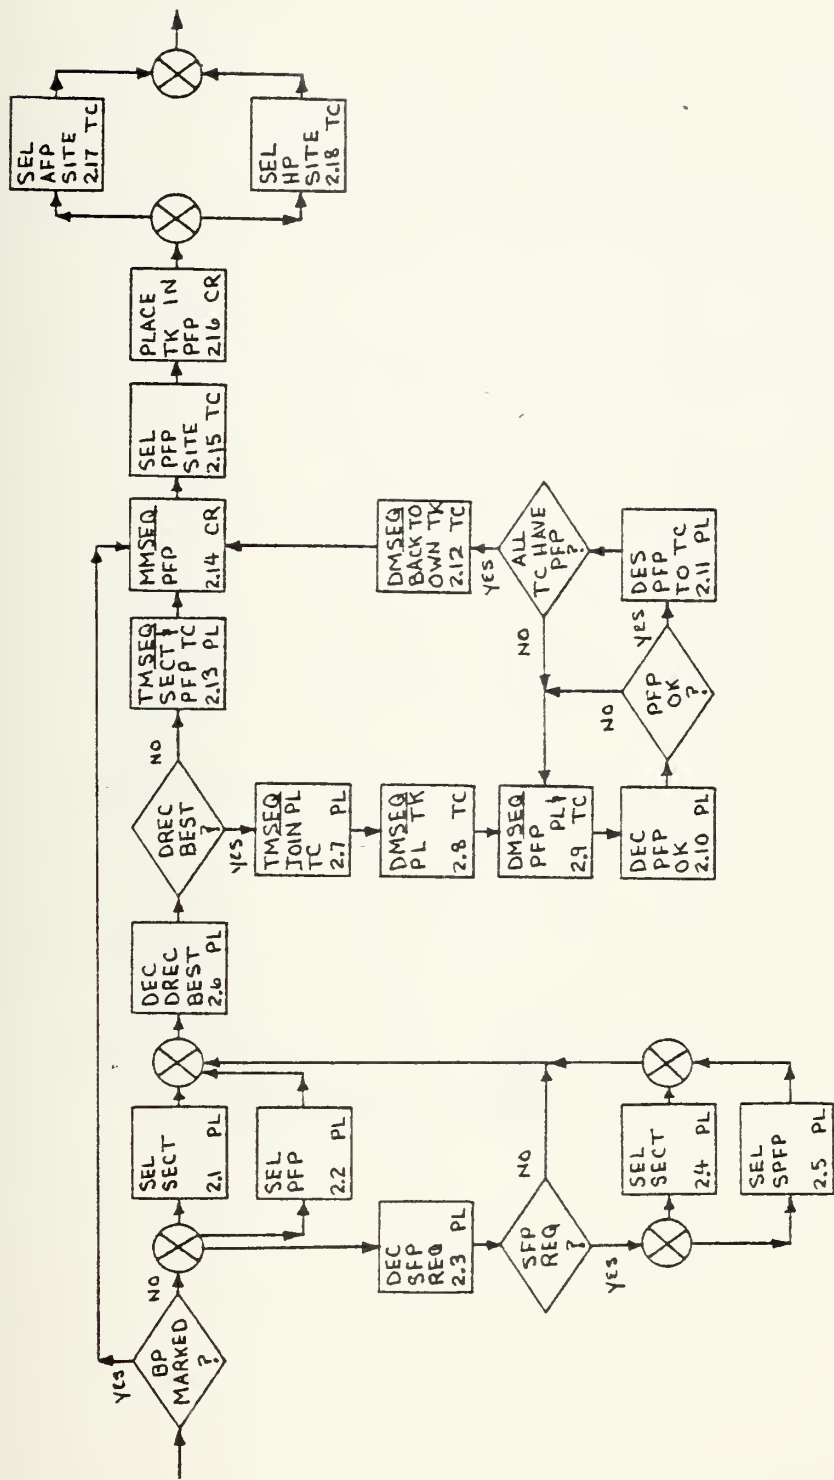 BP
MARKED
?
YES
NO
SEL
SECT
2.1 PL
SEL
PFP
2.2 PL
DEC
SFP
REQ
2.3 PL
SFP
REQ
?
NO
YES
SEL
SECT
2.4 PL
SEL
SPFP
2.5 PL
DEC
DREC
BEST
2.6 PL
DREC
BEST
?
NO
YES
TMSEQ
JOIN PL
TC
2.7 PL
DMSEQ
PL TK
2.8 TC
DMSEQ
PFP
PL &
2.9 TC
DEC
PFP
OK
2.10 PL
PFP
OK
?
NO
YES
DES
PFP
TO TC
2.11 PL
ALL
TC HAVE
PFP
?
NO
YES
DMSEQ
BACK TO
OWN TK
2.12 TC
TMSEQ
SECT &
PFP TC
2.13 PL
MMSEQ
PFP
2.14 CR
SEL
PFP
SITE
2.15 TC
PLACE
TK IN
PFP
2.16 CR
SEL
AFP
SITE
2.17 TC
SEL
HP
SITE
2.18 TC